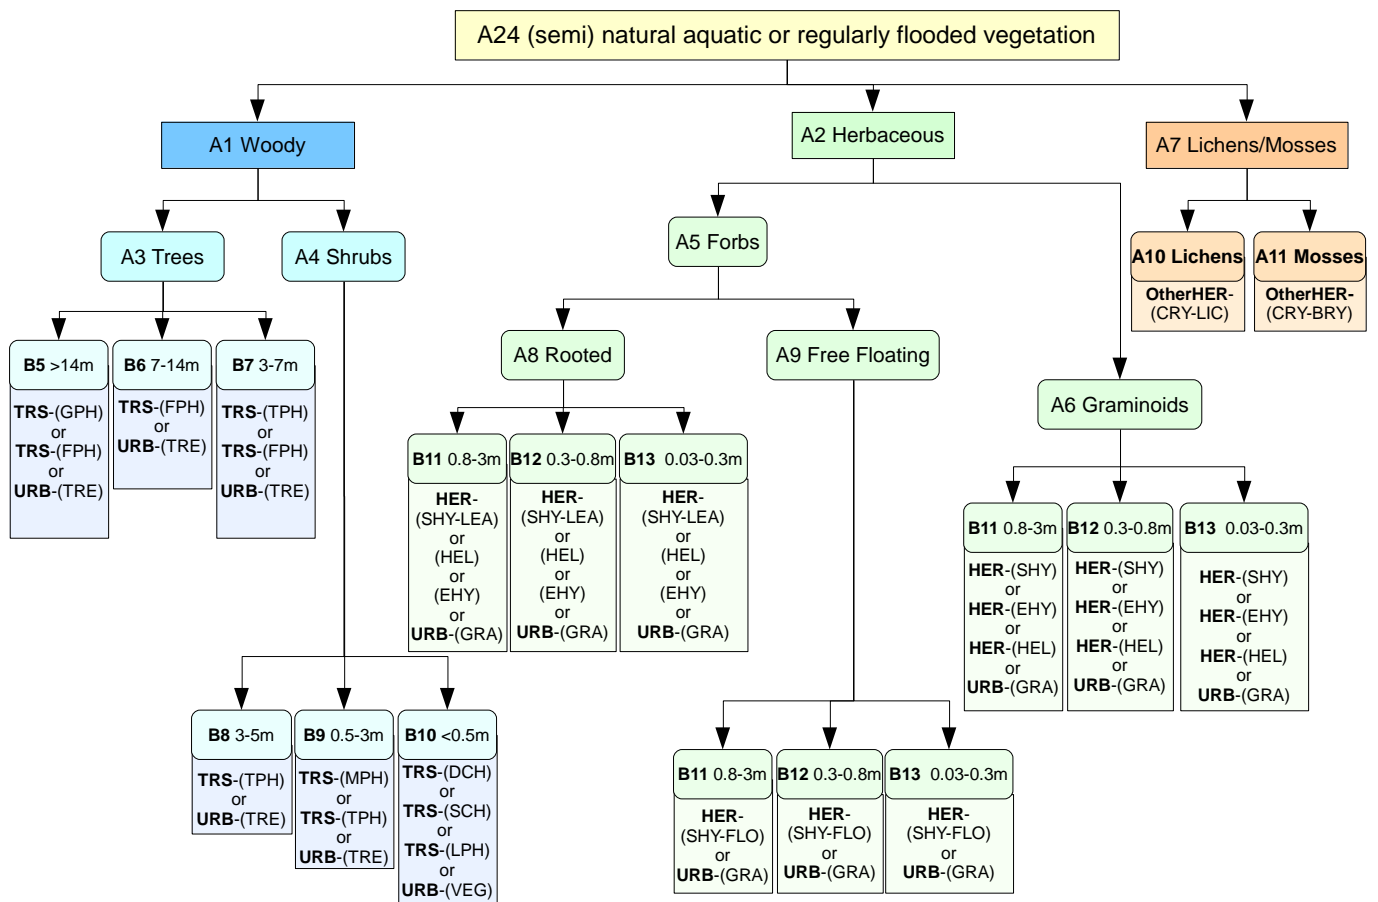 A24 (semi) natural aquatic or regularly flooded vegetation
A1 Woody
A2 Herbaceous
A7 Lichens/Mosses
A3 Trees
A4 Shrubs
A5 Forbs
A10 Lichens
OtherHER-
(CRY-LIC)
A11 Mosses
OtherHER-
(CRY-BRY)
B5 >14m
TRS-(GPH)
or
TRS-(FPH)
or
URB-(TRE)
B6 7-14m
TRS-(FPH)
or
URB-(TRE)
B7 3-7m
TRS-(TPH)
or
TRS-(FPH)
or
URB-(TRE)
A8 Rooted
A9 Free Floating
A6 Graminoids
B11 0.8-3m
HER-
(SHY-LEA)
or
(HEL)
or
(EHY)
or
URB-(GRA)
B12 0.3-0.8m
HER-
(SHY-LEA)
or
(HEL)
or
(EHY)
or
URB-(GRA)
B13 0.03-0.3m
HER-
(SHY-LEA)
or
(HEL)
or
(EHY)
or
URB-(GRA)
B11 0.8-3m
HER-(SHY)
or
HER-(EHY)
or
HER-(HEL)
or
URB-(GRA)
B12 0.3-0.8m
HER-(SHY)
or
HER-(EHY)
or
HER-(HEL)
or
URB-(GRA)
B13 0.03-0.3m
HER-(SHY)
or
HER-(EHY)
or
HER-(HEL)
or
URB-(GRA)
B8 3-5m
TRS-(TPH)
or
URB-(TRE)
B9 0.5-3m
TRS-(MPH)
or
TRS-(TPH)
or
URB-(TRE)
B10 <0.5m
TRS-(DCH)
or
TRS-(SCH)
or
TRS-(LPH)
or
URB-(VEG)
B11 0.8-3m
HER-
(SHY-FLO)
or
URB-(GRA)
B12 0.3-0.8m
HER-
(SHY-FLO)
or
URB-(GRA)
B13 0.03-0.3m
HER-
(SHY-FLO)
or
URB-(GRA)